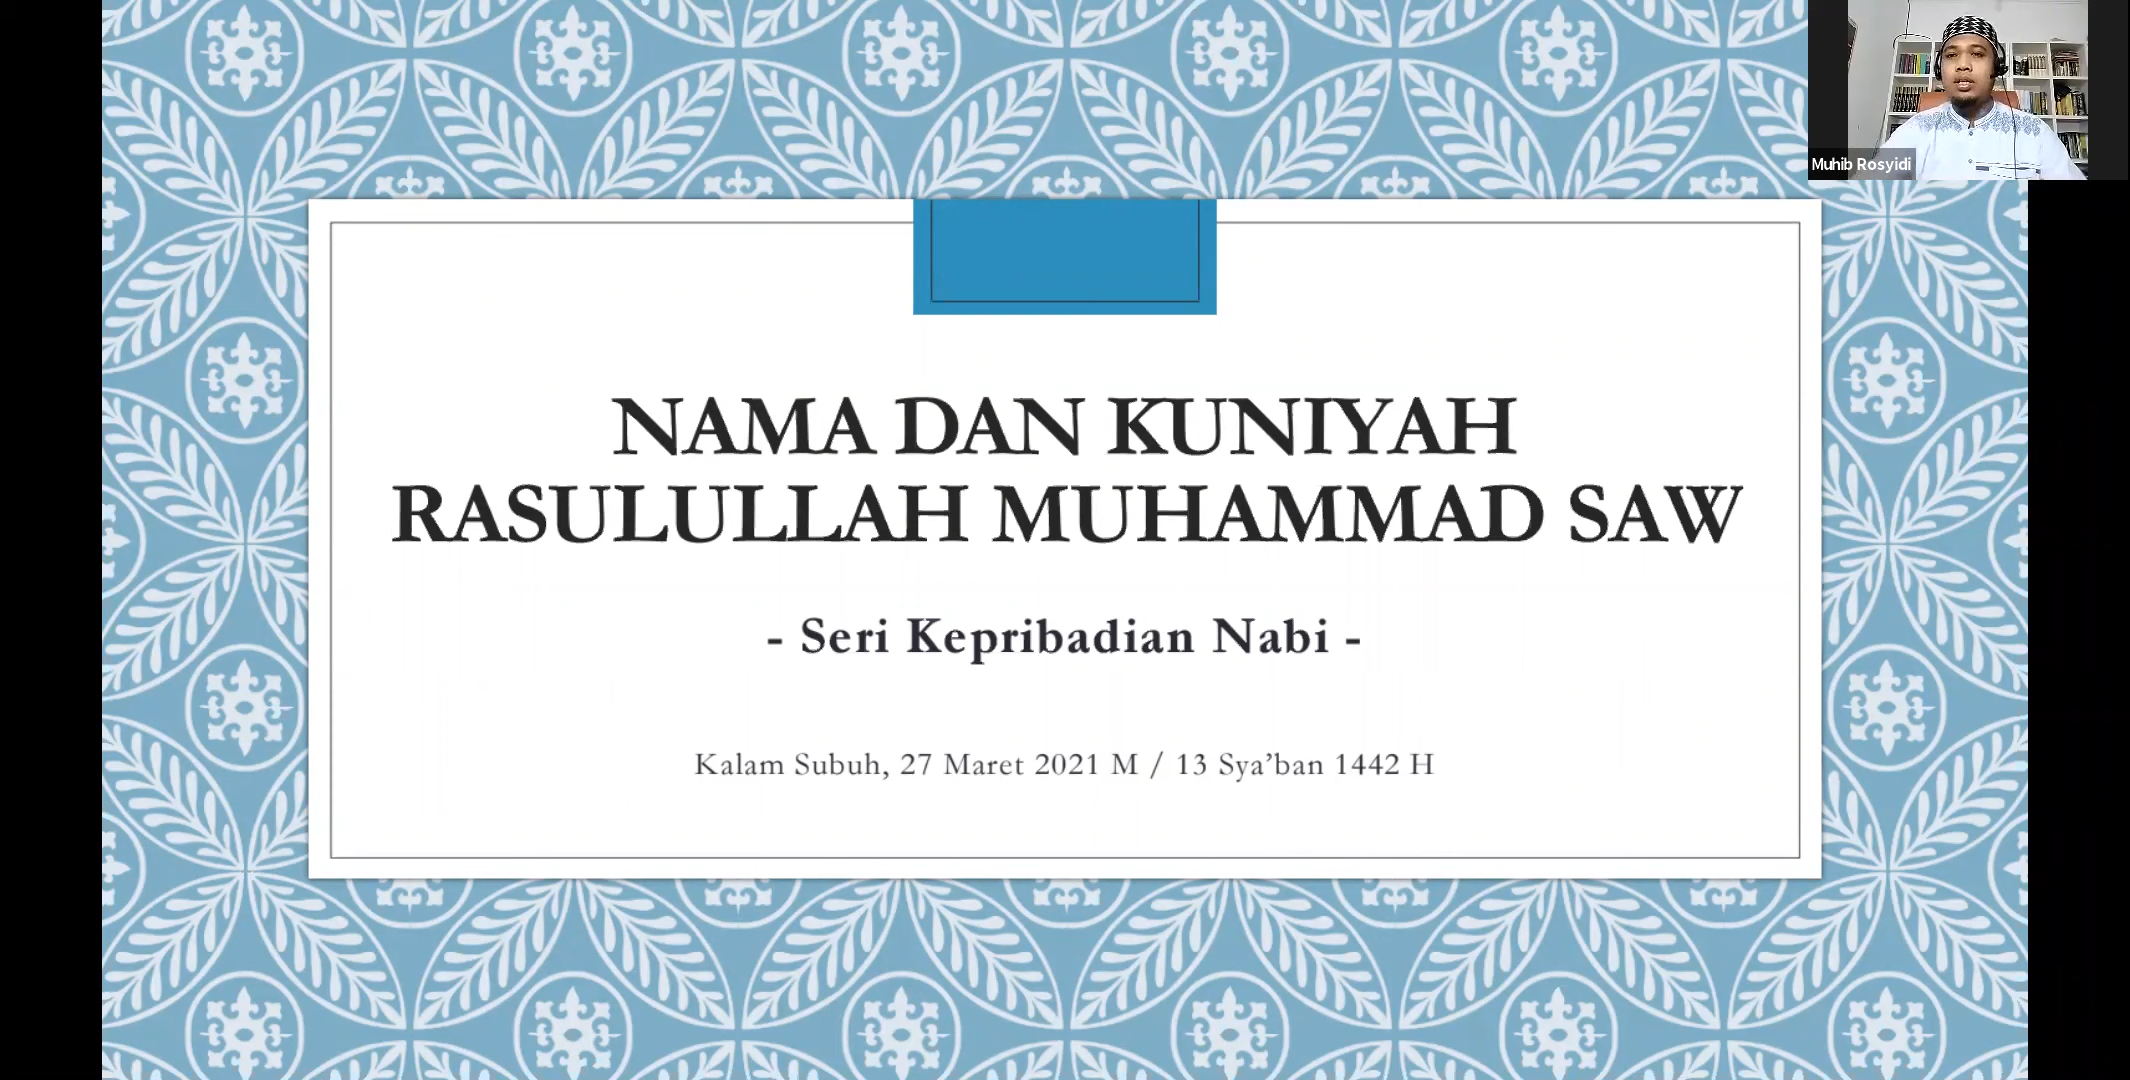 Muhib Rosyidi
NAMA DAN KUNIYAH
RASULULLAH MUHAMMAD SAW
- Seri Kepribadian Nabi -
Kalam Subuh, 27 Maret 2021 M / 13 Sya’ban 1442 H